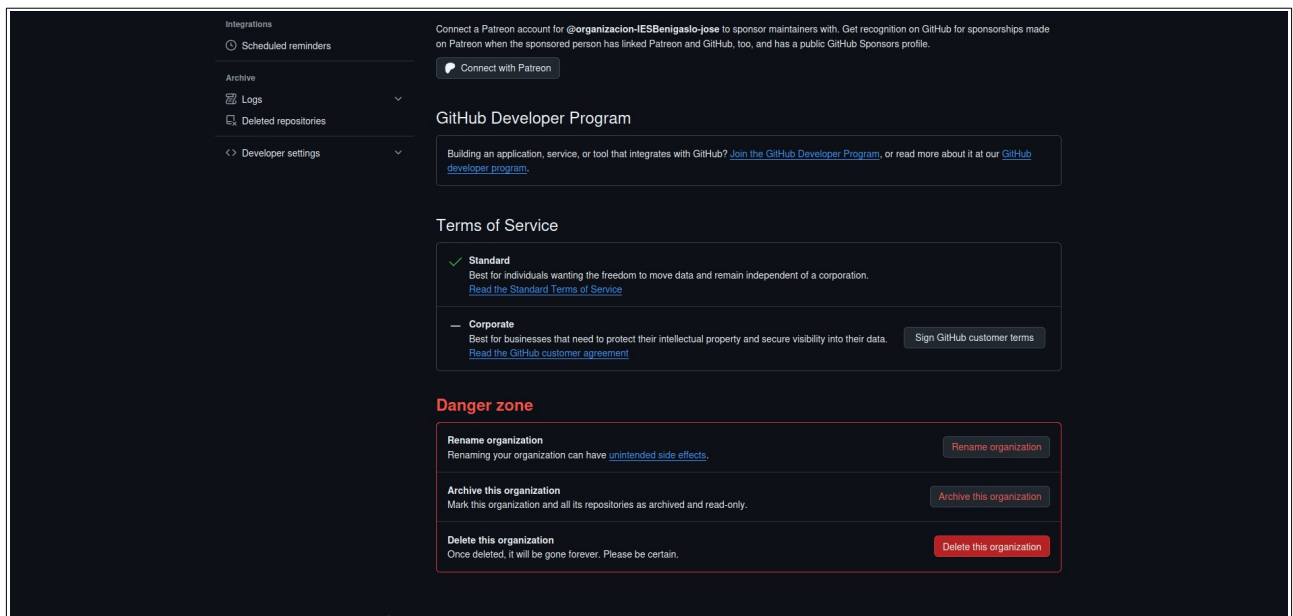 Integrations
Scheduled reminders
Archive
Logs
Deleted repositories
Developer settings
Connect a Patreon account for @organizacion-IESBenigaslo-jose to sponsor maintainers with. Get recognition on GitHub for sponsorships made
on Patreon when the sponsored person has linked Patreon and GitHub, too, and has a public GitHub Sponsors profile.
Connect with Patreon
GitHub Developer Program
Building an application, service, or tool that integrates with GitHub? Join the GitHub Developer Program, or read more about it at our GitHub
developer program.
Terms of Service
Standard
Best for individuals wanting the freedom to move data and remain independent of a corporation.
Read the Standard Terms of Service
Corporate
Best for businesses that need to protect their intellectual property and secure visibility into their data.
Read the GitHub customer agreement
Sign GitHub customer terms
Danger zone
Rename organization
Renaming your organization can have unintended side effects.
Rename organization
Archive this organization
Mark this organization and all its repositories as archived and read-only.
Archive this organization
Delete this organization
Once deleted, it will be gone forever. Please be certain.
Delete this organization